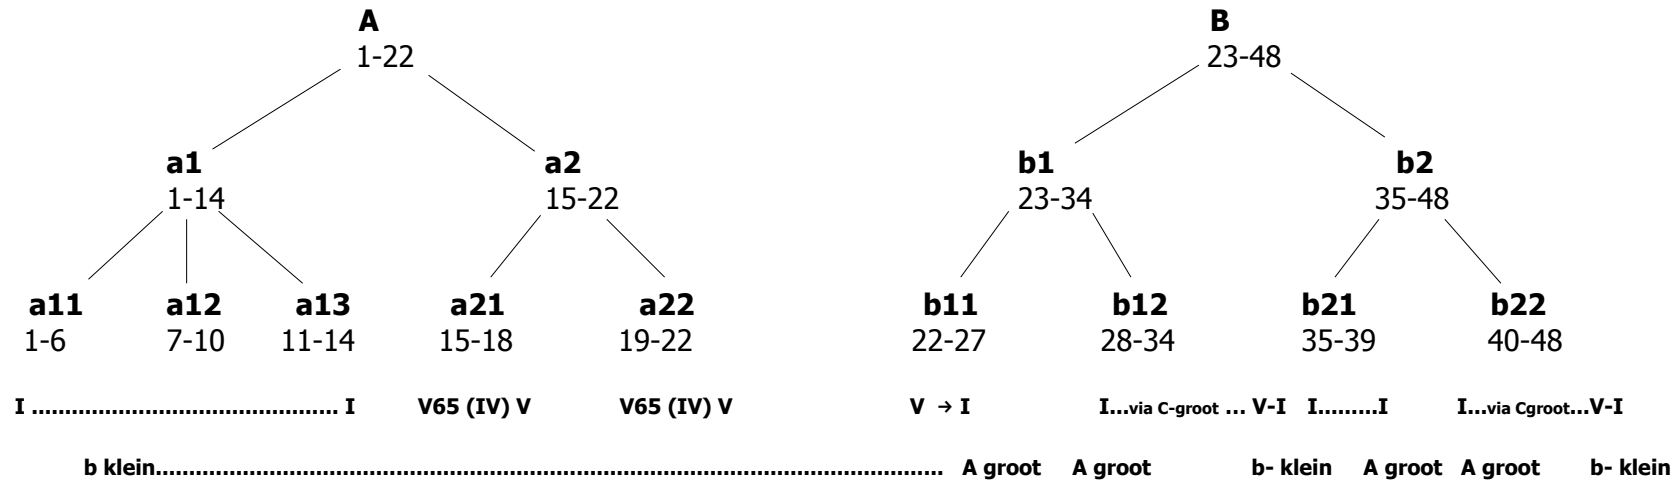 A B
1-22 23-48
a1 a2 b1 b2
1-14 15-22 23-34 35-48
a11 a12 a13 a21 a22 b11 b12 b21 b22
1-6 7-10 11-14 15-18 19-22 22-27 28-34 35-39 40-48
I .............................................. I V65 (IV) V V65 (IV) V V → I I...via C-groot ... V-I I.........I I...via Cgroot...V-I
b klein....................................................................................................................... A groot A groot b- klein A groot A groot b- klein